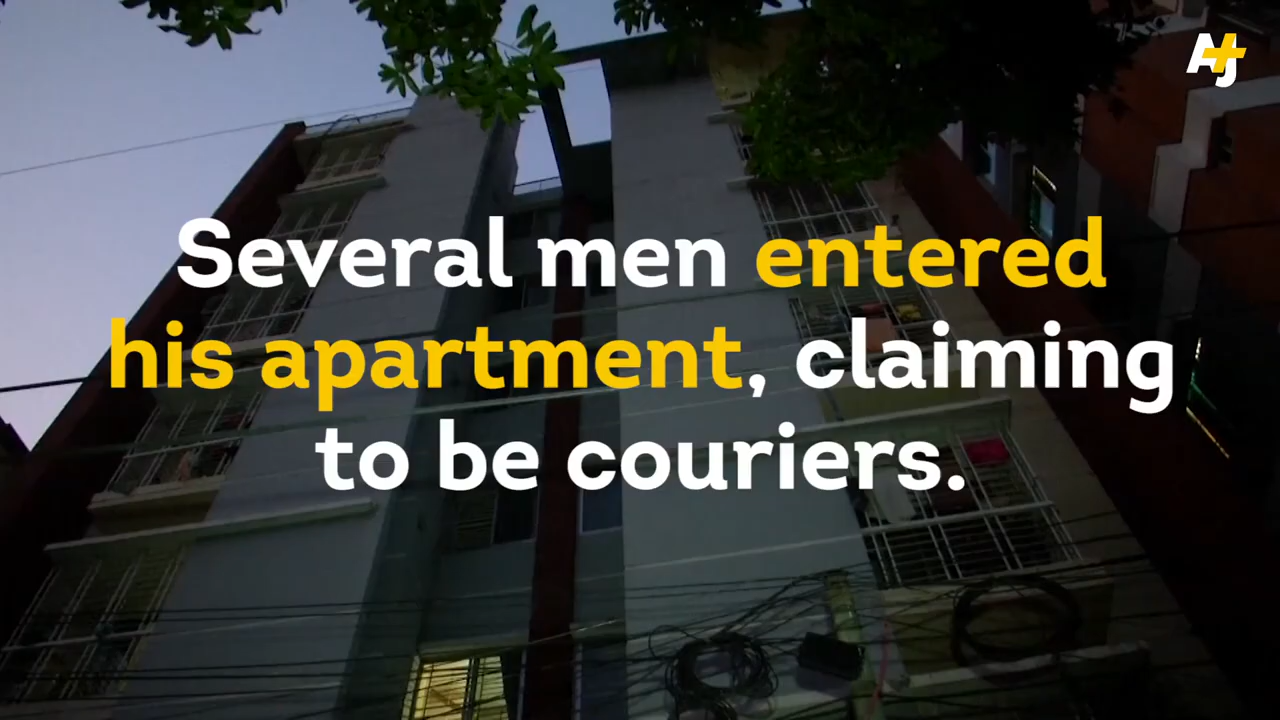 AJ+
Several men entered
his apartment, claiming
to be couriers.